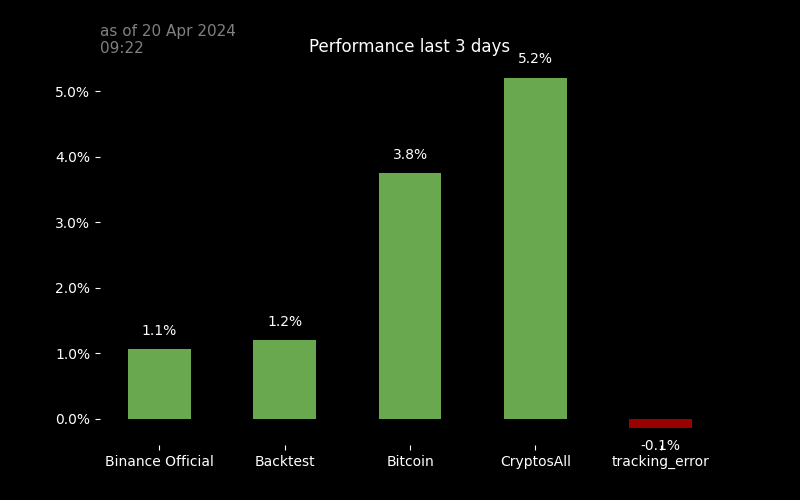 as of 20 Apr 2024
09:22
Performance last 3 days
5.2%
5.0%
4.0%
3.8%
3.0%
2.0%
1.2%
1.1%
1.0%
0.0%
-0.1%
Binance Official
Backtest
Bitcoin
CryptosAll
tracking_error